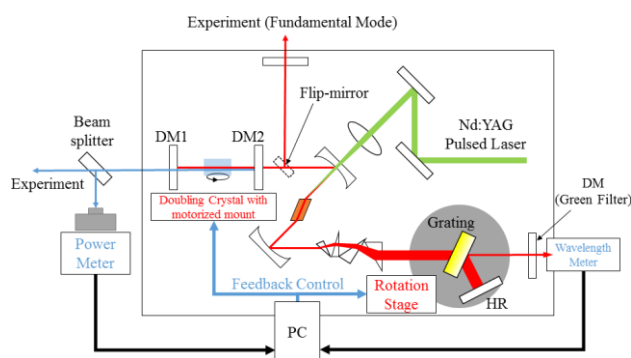 Experiment (Fundamental Mode)
Flip-mirror
Beam
splitter
DM1
DM2
Nd:YAG
Pulsed Laser
Experiment
Doubling Crystal with
motorized mount
DM
(Green Filter)
Grating
Power
Meter
Wavelength
Meter
Feedback Control
Rotation
Stage
HR
PC